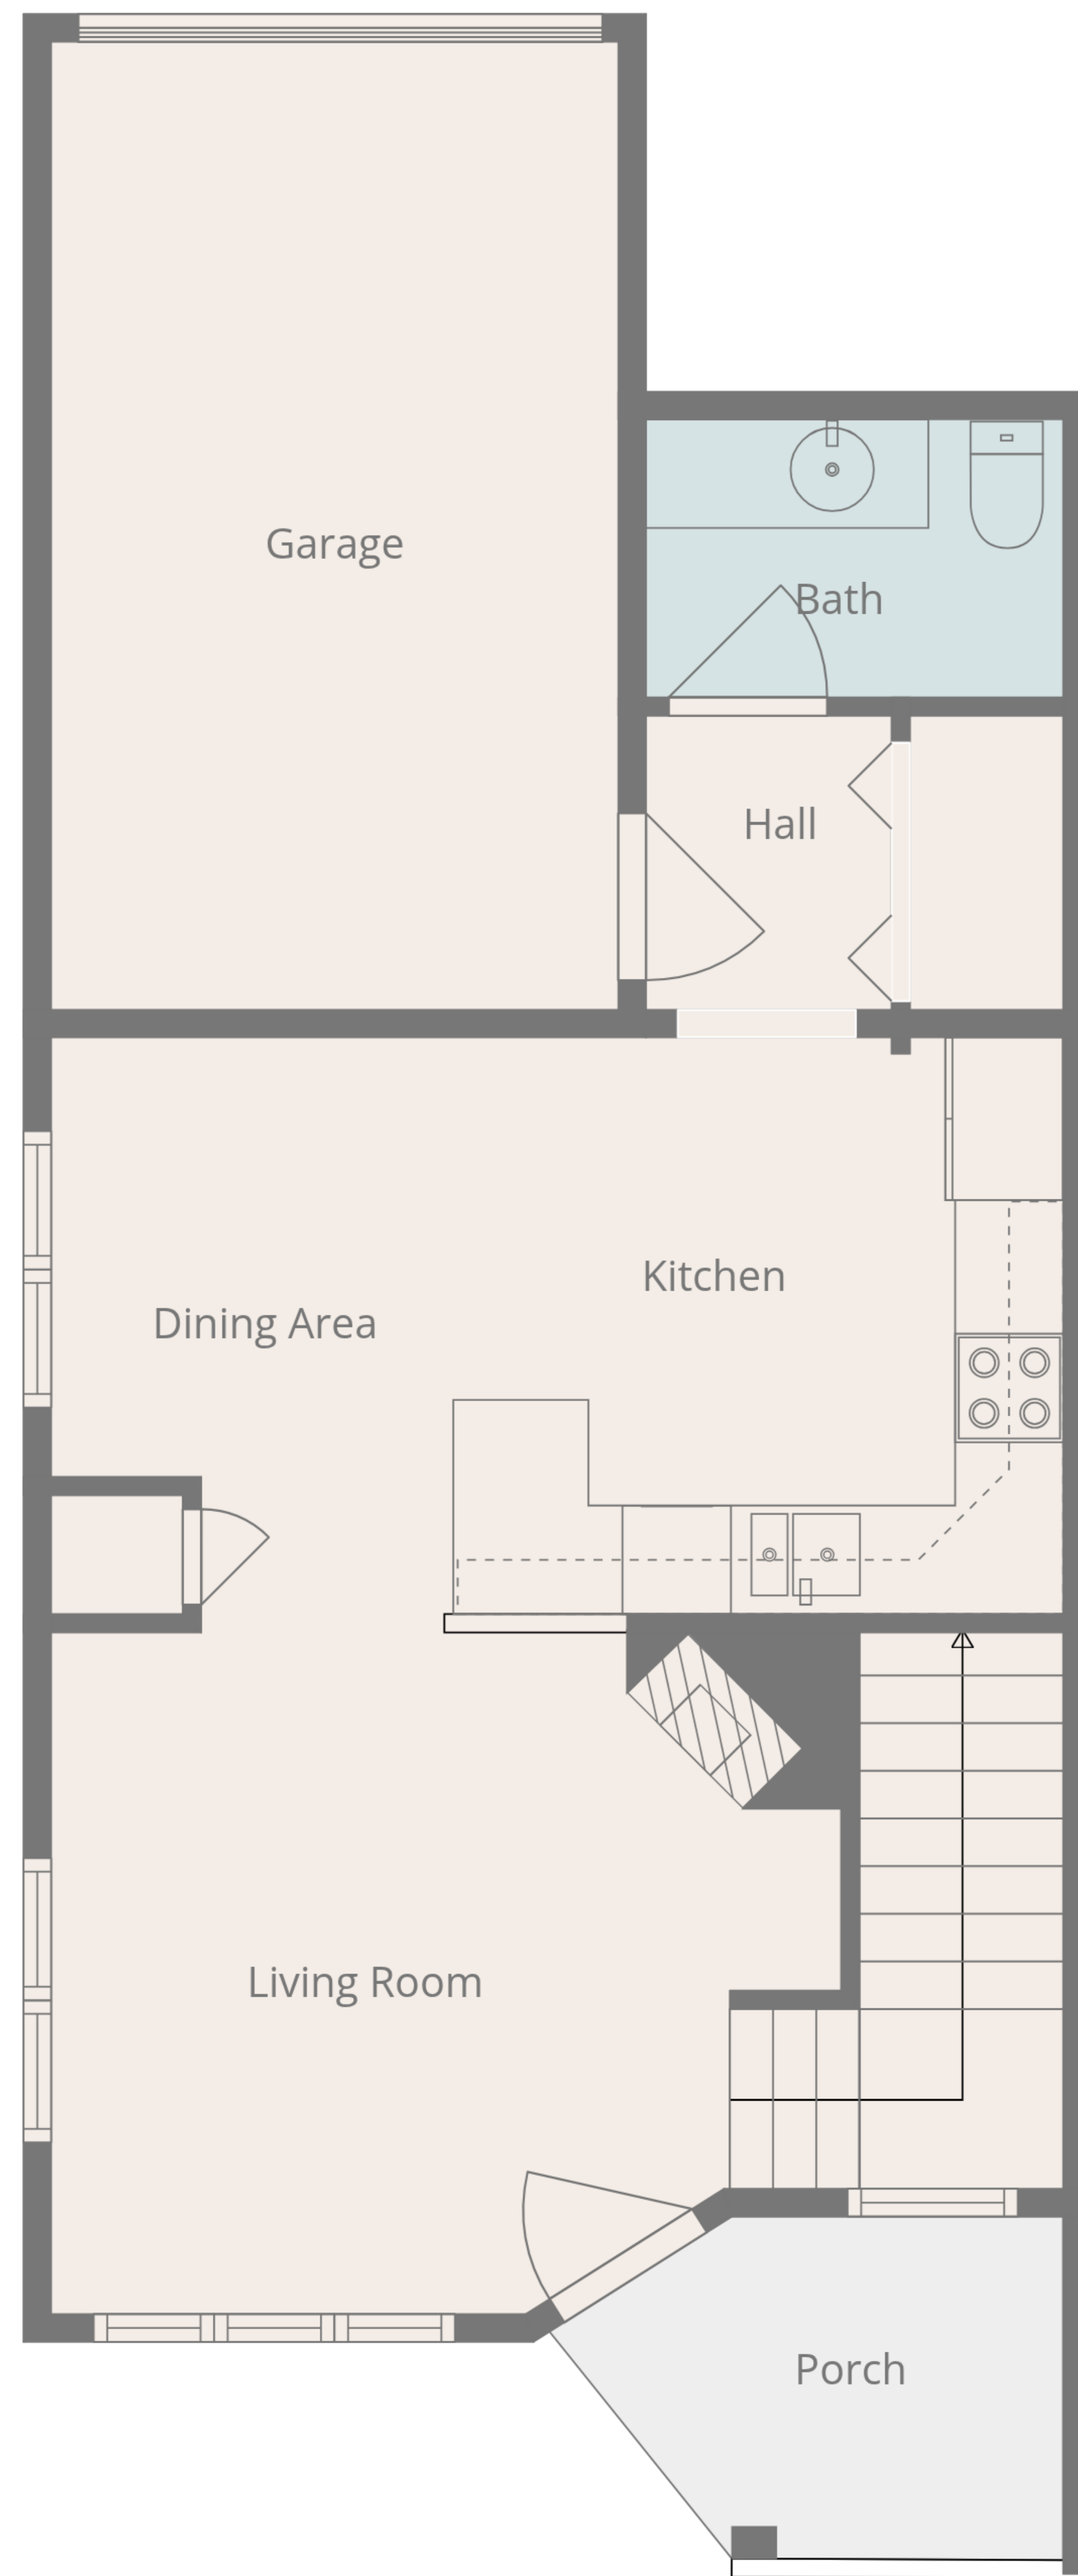 Garage
Bath
Hall
Kitchen
Dining Area
Living Room
Porch